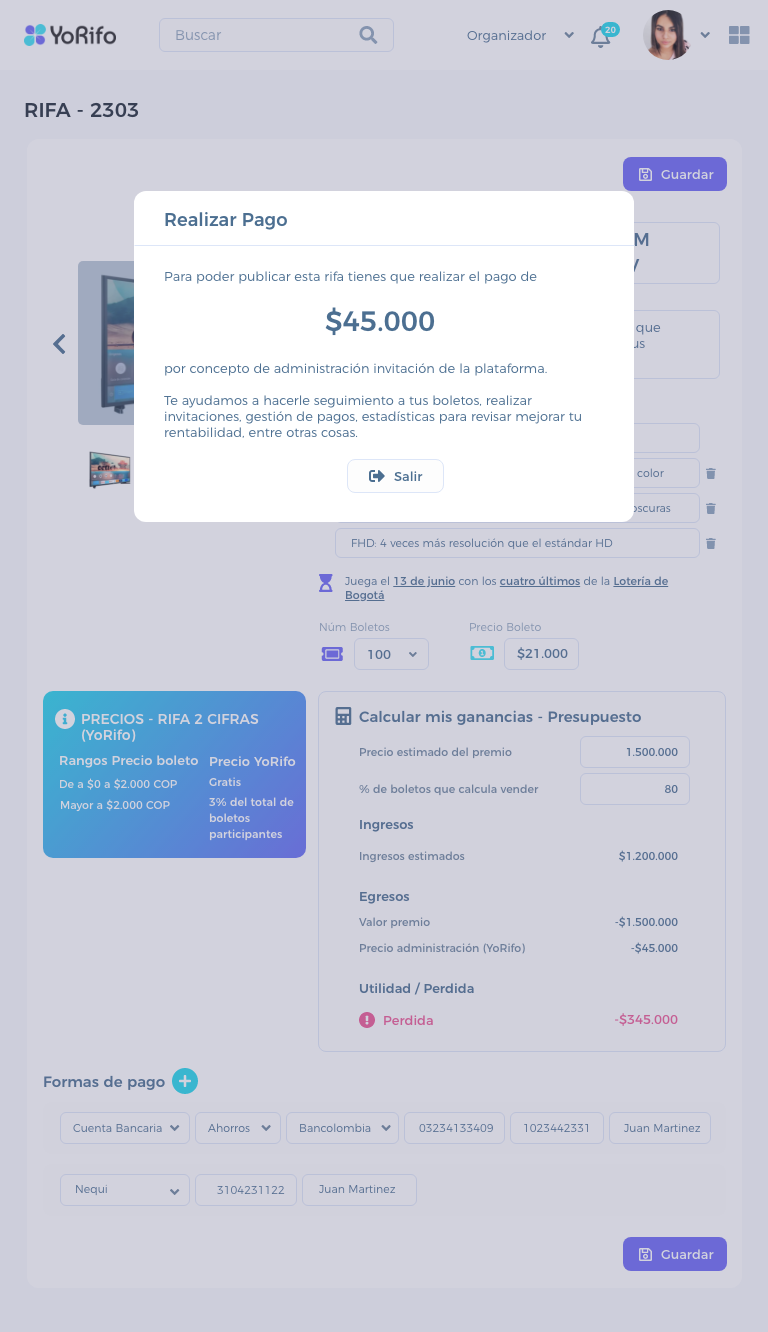 YoRifo
Buscar
Organizador
20
RIFA - 2303
Guardar
Realizar Pago
Para poder publicar esta rifa tienes que realizar el pago de
$45.000
por concepto de administración invitación de la plataforma.
Te ayudamos a hacerle seguimiento a tus boletos, realizar
invitaciones, gestión de pagos, estadísticas para revisar mejorar tu
rentabilidad, entre otras cosas.
Salir
que
color
FHD: 4 veces más resolución que el estándar HD
Juega el 13 de junio con los cuatro últimos de la Lotería de
Bogotá
Núm Boletos
Precio Boleto
100
$21.000
PRECIOS - RIFA 2 CIFRAS
(YoRifo)
Rangos Precio boleto
Precio YoRifo
De a $0 a $2.000 COP
Gratis
Mayor a $2.000 COP
3% del total de
boletos
participantes
Calcular mis ganancias - Presupuesto
Precio estimado del premio
1.500.000
% de boletos que calcula vender
80
Ingresos
Ingresos estimados
$1.200.000
Egresos
Valor premio
-$1.500.000
Precio administración (YoRifo)
-$45.000
Utilidad / Perdida
Perdida
-$345.000
Formas de pago
Cuenta Bancaria
Ahorros
Bancolombia
03234133409
1023442331
Juan Martinez
Nequi
3104231122
Juan Martinez
Guardar